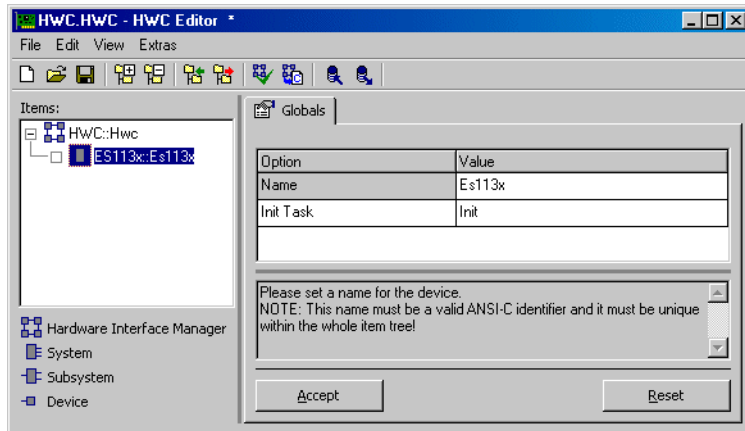 HWC.HWC - HWC Editor *
File Edit View Extras
Items:
HWC::Hwc
ES113x::Es113x
Hardware Interface Manager
System
Subsystem
Device
Globals
Option Value
Name Es113x
Init Task Init
Please set a name for the device.
NOTE: This name must be a valid ANSI-C identifier and it must be unique
within the whole item tree!
Accept Reset